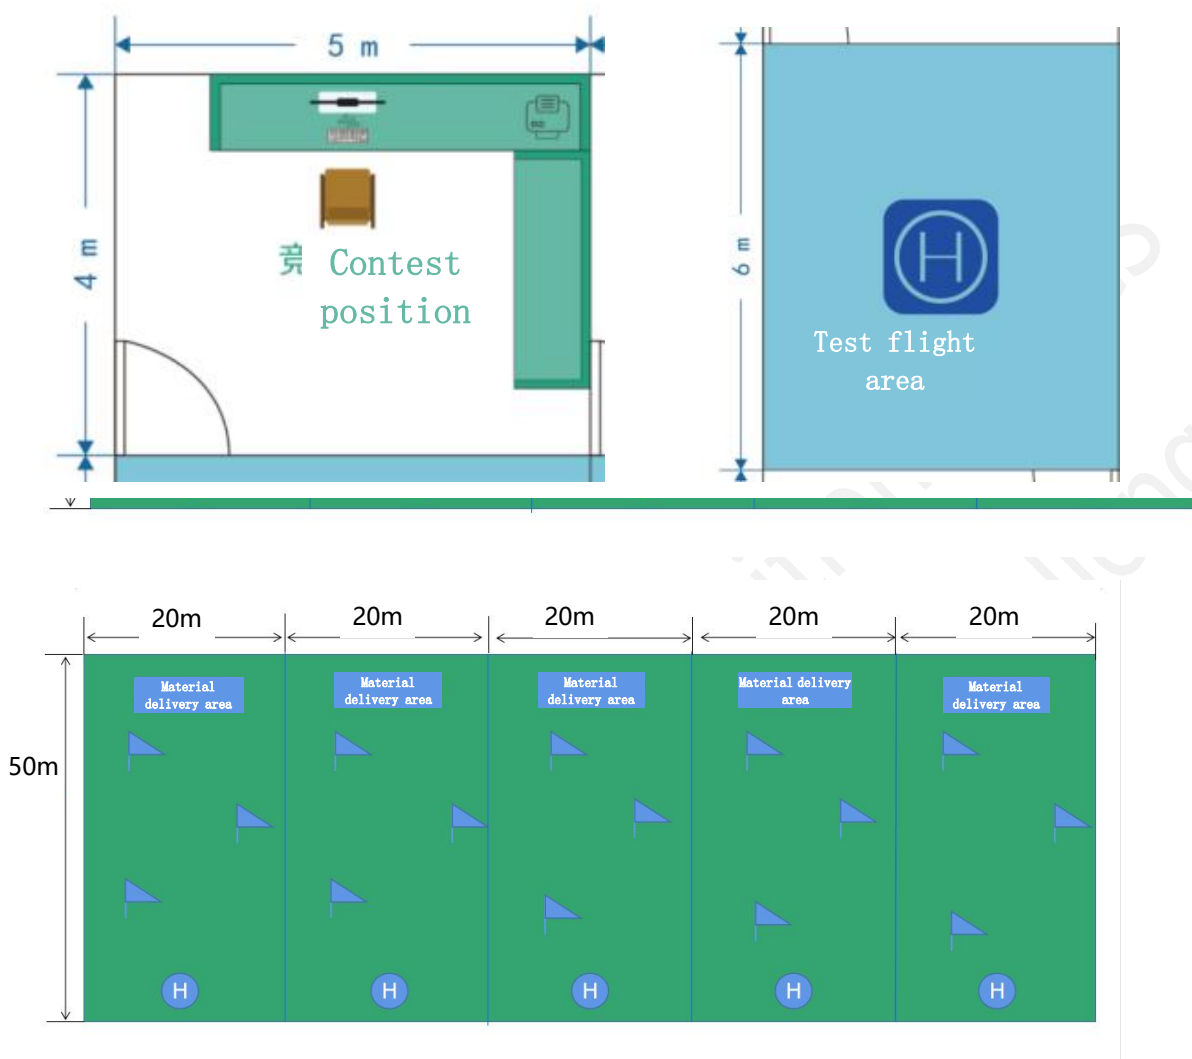 5 m
4 m
竞
Contest
position
6 m
H
Test flight
area
20m
20m
20m
20m
20m
50m
Material
delivery area
Material
delivery area
Material
delivery area
Material delivery
area
Material
delivery area
H
H
H
H
H